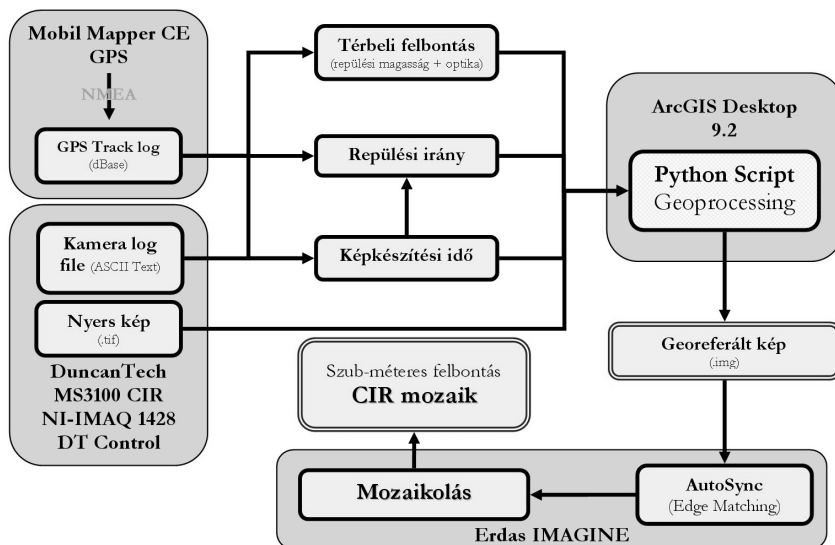 Mobil Mapper CE
GPS
NMEA
GPS Track log
(dBase)
Kamera log
file (ASCII Text)
Nyers kép
(.tif)
DuncanTech
MS3100 CIR
NI-IMAQ 1428
DT Control
Térbeli felbontás
(repülési magasság + optika)
Repülési irány
Képkészítési idő
ArcGIS Desktop
9.2
Python Script
Geoprocessing
Georeferált kép
(.img)
AutoSync
(Edge Matching)
Mozaikolás
Erdas IMAGINE
Szub-méteres felbontás
CIR mozaik